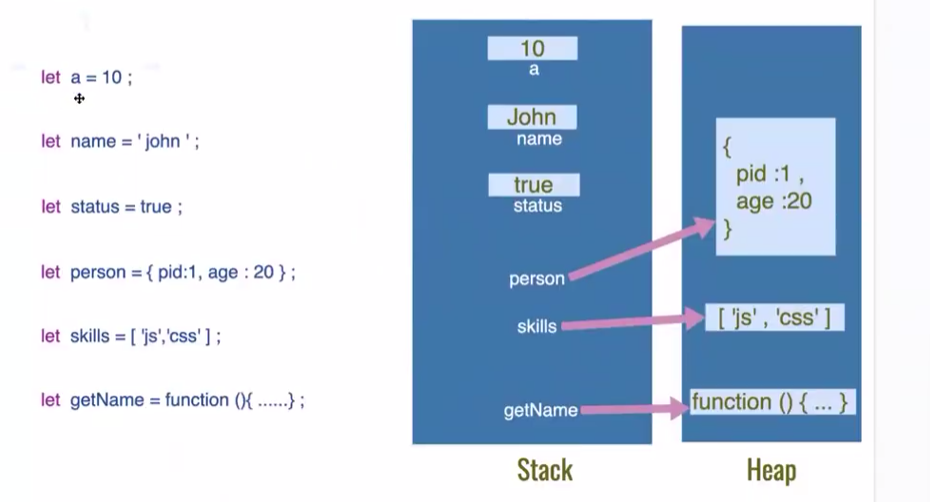 let a = 10 ;
let name = ' john ' ;
let status = true ;
let person = { pid:1, age : 20 } ;
let skills = [ 'js','css' ] ;
let getName = function (){ ......} ;
10
a
John
name
true
status
person
skills
getName
Stack
{
pid :1 ,
age :20
}
[ 'js' , 'css' ]
function () { ... }
Heap